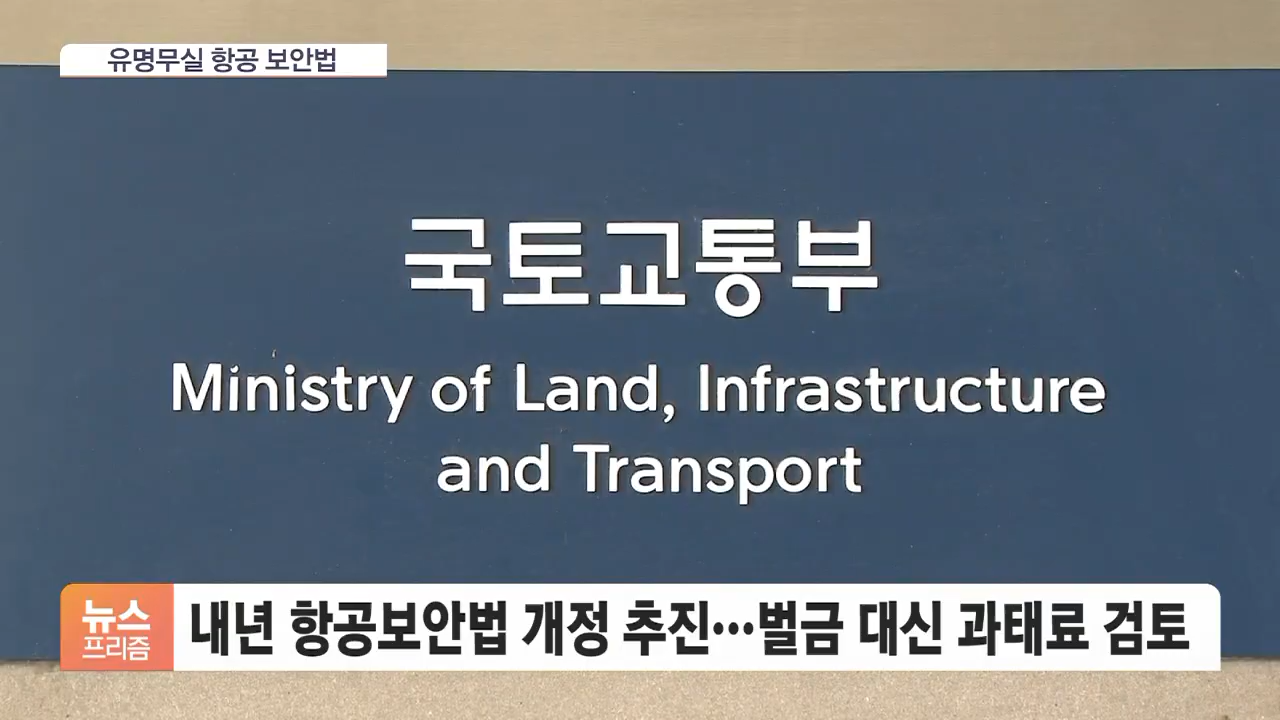 유명무실 항공 보안법
국토교통부
Ministry of Land, Infrastructure
and Transport
뉴스
프리즘
내년 항공보안법 개정 추진…벌금 대신 과태료 검토